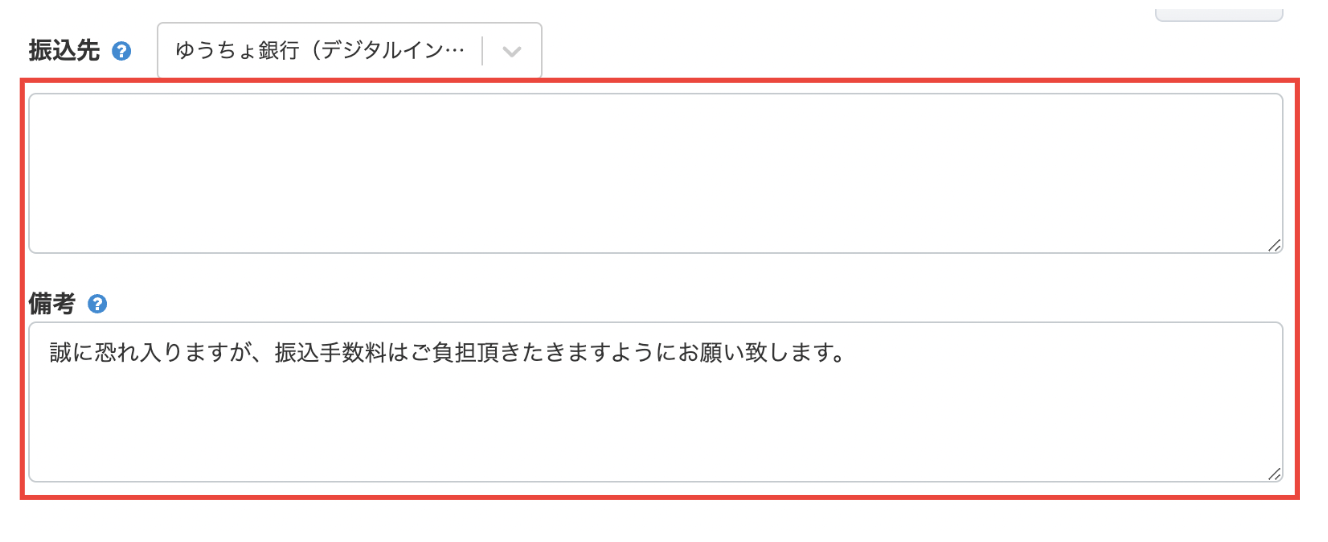 振込先
ゆうちょ銀行（デジタルイン…
備考
誠に恐れ入りますが、振込手数料はご負担頂きたきますようにお願い致します。